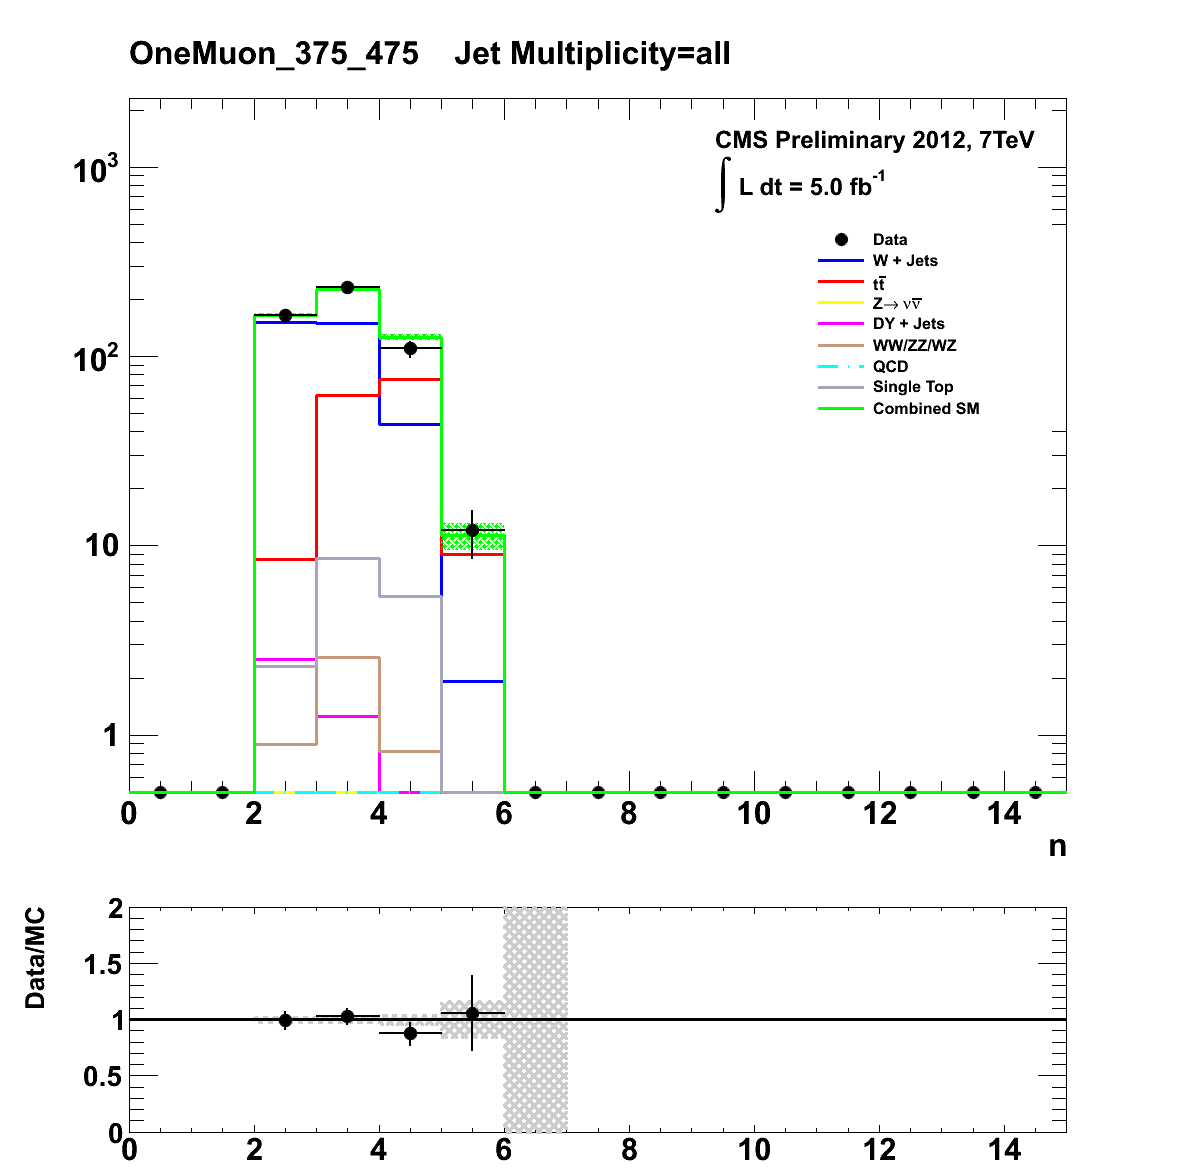 OneMuon_375_475 Jet Multiplicity=all
CMS Preliminary 2012, 7TeV
∫ L dt = 5.0 fb⁻¹
Data
W + Jets
tt̅
Z→ νν̅
DY + Jets
WW/ZZ/WZ
QCD
Single Top
Combined SM
10³
10²
10
1
0 2 4 6 8 10 12 14
n
Data/MC
2
1.5
1
0.5
0
0 2 4 6 8 10 12 14